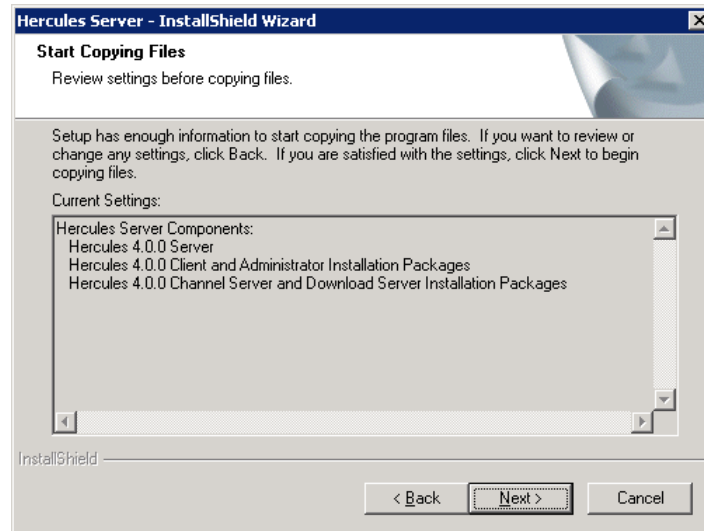 Hercules Server - InstallShield Wizard
Start Copying Files
Review settings before copying files.
Setup has enough information to start copying the program files. If you want to review or
change any settings, click Back. If you are satisfied with the settings, click Next to begin
copying files.
Current Settings:
Hercules Server Components:
Hercules 4.0.0 Server
Hercules 4.0.0 Client and Administrator Installation Packages
Hercules 4.0.0 Channel Server and Download Server Installation Packages
InstallShield
< Back Next > Cancel